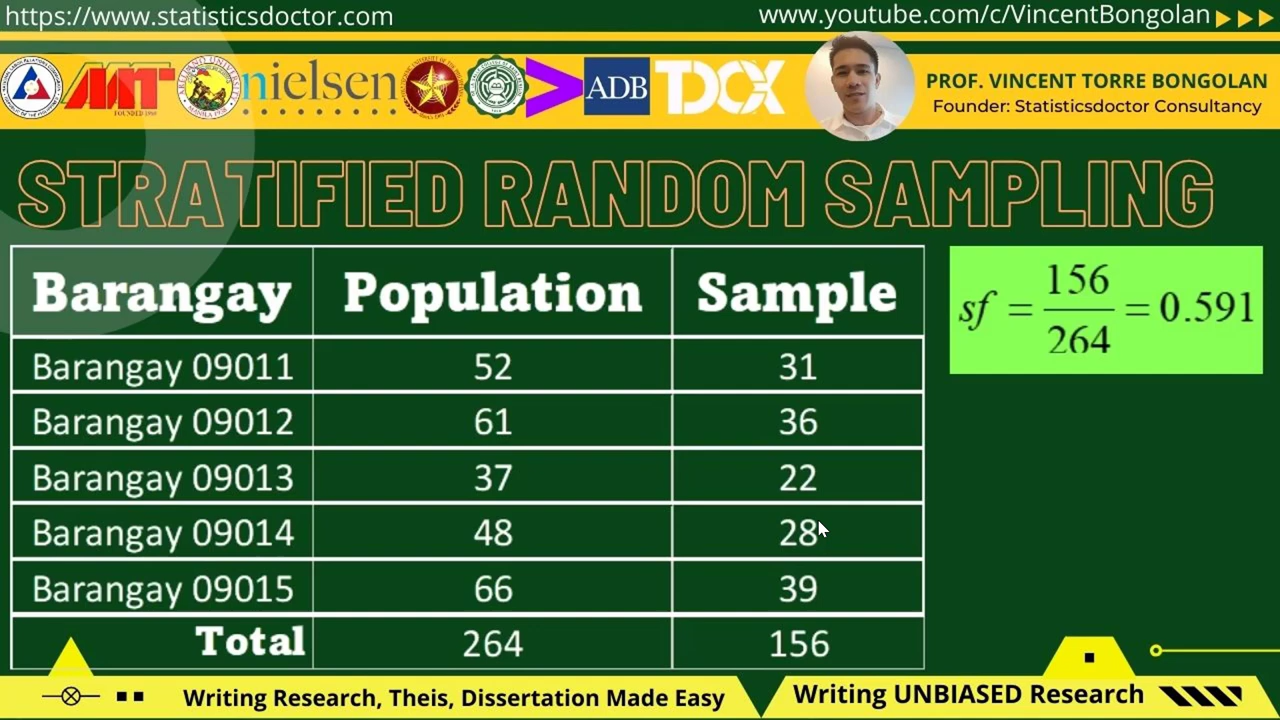 https://www.statisticsdoctor.com
www.youtube.com/c/VincentBongolan
nielsen
ADB
TDCX
PROF. VINCENT TORRE BONGOLAN
Founder: Statisticsdoctor Consultancy
STRATIFIED RANDOM SAMPLING
Barangay Population Sample
Barangay 09011 52 31
Barangay 09012 61 36
Barangay 09013 37 22
Barangay 09014 48 28
Barangay 09015 66 39
Total 264 156
sf = 156/264 = 0.591
Writing Research, Theis, Dissertation Made Easy
Writing UNBIASED Research